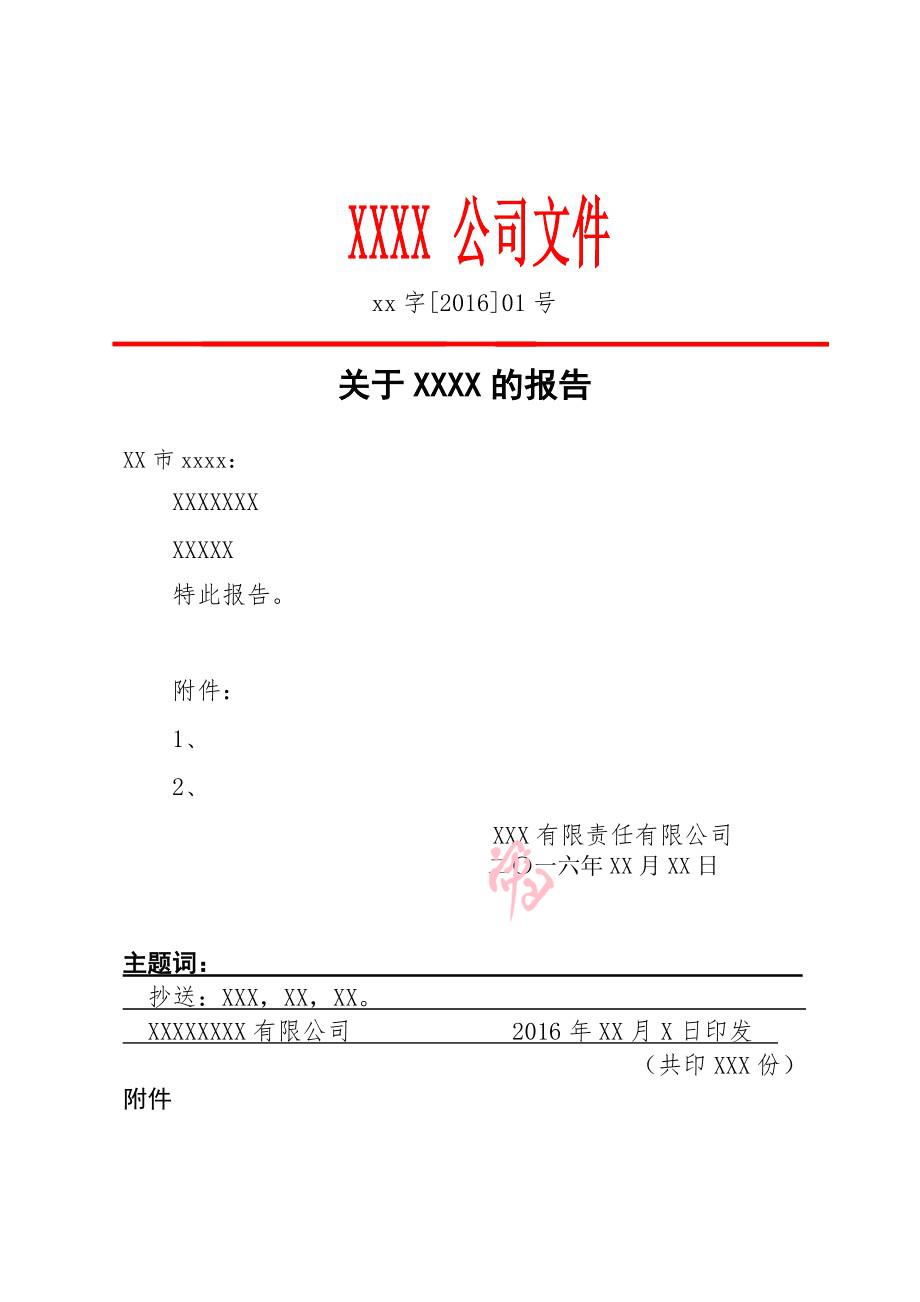 XXXX 公司文件
xx 字[2016]01 号
关于 XXXX 的报告
XX 市 xxxx：
XXXXXXX
XXXXX
特此报告。
附件：
1、
2、
XXX 有限责任有限公司
二〇一六年 XX 月 XX 日
主题词：
抄送：XXX，XX，XX。
XXXXXXXX 有限公司 2016 年 XX 月 X 日印发
（共印 XXX 份）
附件